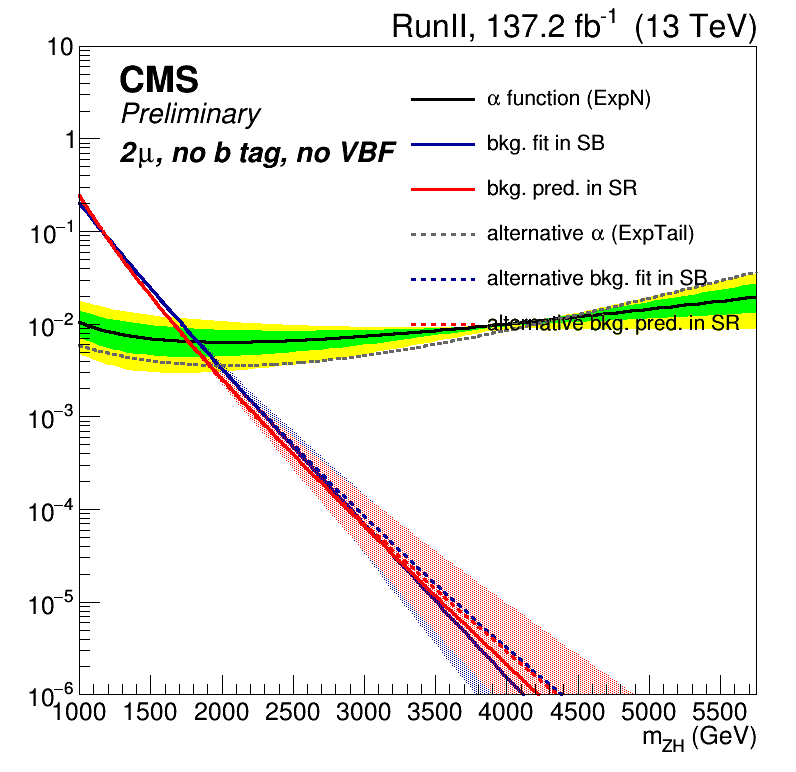 RunII, 137.2 fb⁻¹ (13 TeV)
CMS
Preliminary
2μ, no b tag, no VBF
α function (ExpN)
bkg. fit in SB
bkg. pred. in SR
alternative α (ExpTail)
alternative bkg. fit in SB
alternative bkg. pred. in SR
10
1
10⁻¹
10⁻²
10⁻³
10⁻⁴
10⁻⁵
10⁻⁶
1000 1500 2000 2500 3000 3500 4000 4500 5000 5500
m_ZH (GeV)